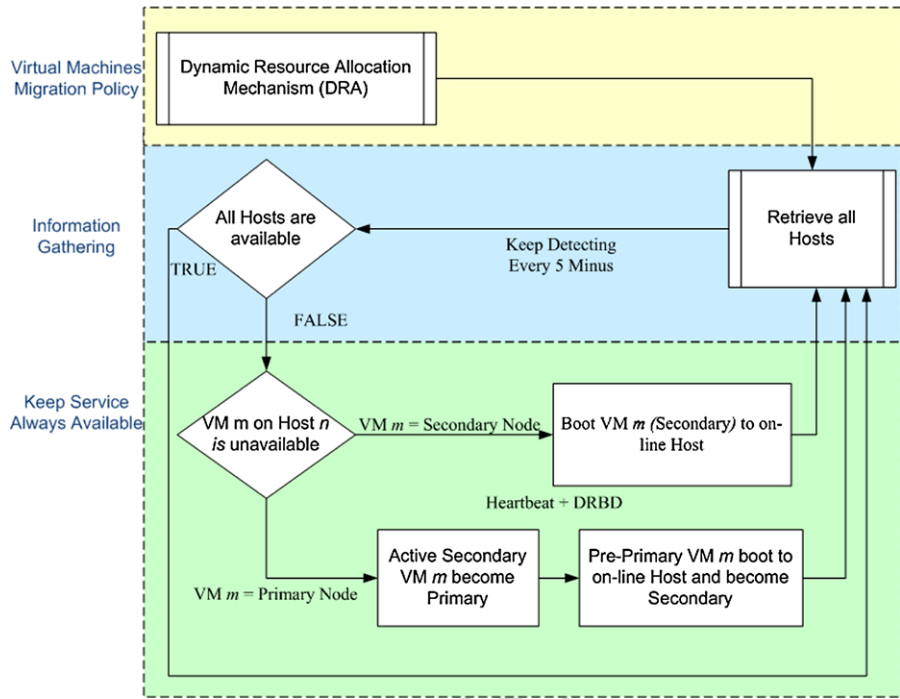 Virtual Machines
Migration Policy
Dynamic Resource Allocation
Mechanism (DRA)
Information
Gathering
All Hosts are
available
Retrieve all
Hosts
Keep Detecting
Every 5 Minus
TRUE
FALSE
Keep Service
Always Available
VM m on Host n
is unavailable
VM m = Secondary Node
Boot VM m (Secondary) to on-
line Host
Heartbeat + DRBD
VM m = Primary Node
Active Secondary
VM m become
Primary
Pre-Primary VM m boot to
on-line Host and become
Secondary